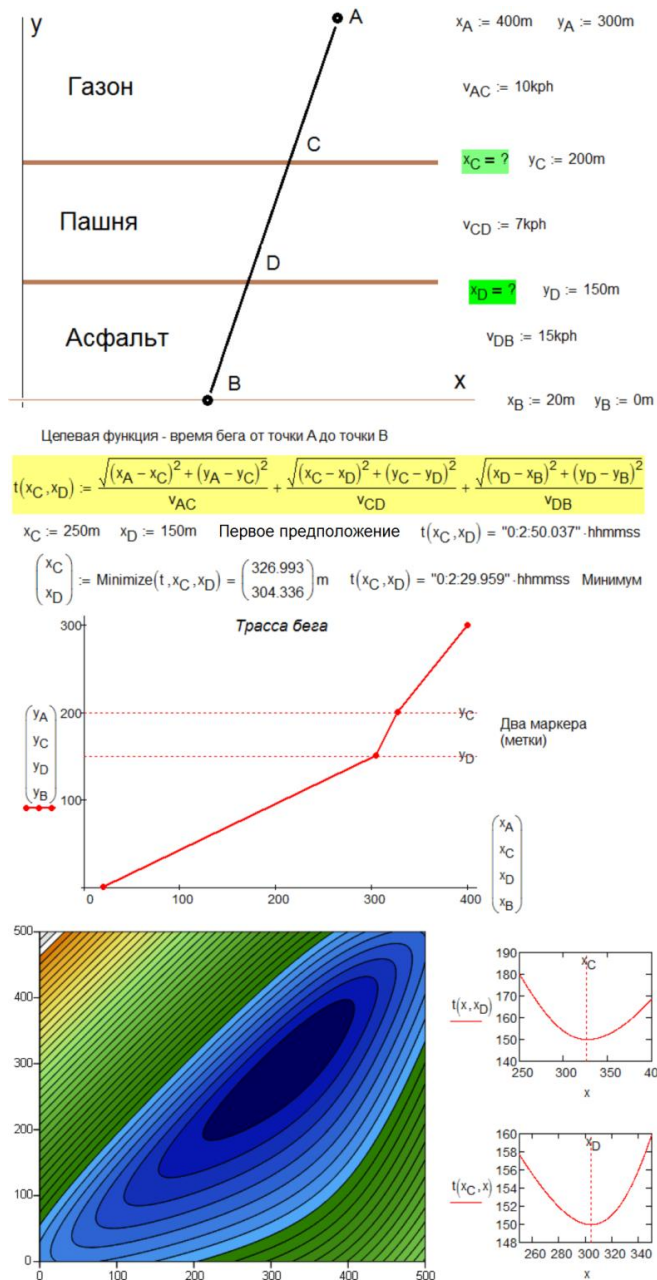 y
A
x_A := 400m y_A := 300m
Газон
v_AC := 10kph
C
x_C = ? y_C := 200m
Пашня
v_CD := 7kph
D
x_D = ? y_D := 150m
Асфальт
v_DB := 15kph
B
x
x_B := 20m y_B := 0m
Целевая функция - время бега от точки А до точки В
t(x_C,x_D) := √((x_A − x_C)² + (y_A − y_C)²)/v_AC + √((x_C − x_D)² + (y_C − y_D)²)/v_CD + √((x_D − x_B)² + (y_D − y_B)²)/v_DB
x_C := 250m x_D := 150m Первое предположение t(x_C,x_D) = "0:2:50.037"·hhmmss
(x_C x_D) := Minimize(t,x_C,x_D) = (326.993 304.336) m t(x_C,x_D) = "0:2:29.959"·hhmmss Минимум
Трасса бега
300
200
100
y_A
y_C
y_D
y_B
y_C
y_D
Два маркера
(метки)
0 100 200 300 400
x_A
x_C
x_D
x_B
500
400
300
200
100
0
0 100 200 300 400 500
190
180
170
160
150
140
x_C
t(x,x_D)
250 300 350 40
x
160
158
156
154
152
150
148
x_D
t(x_C,x)
260 280 300 320 340
x